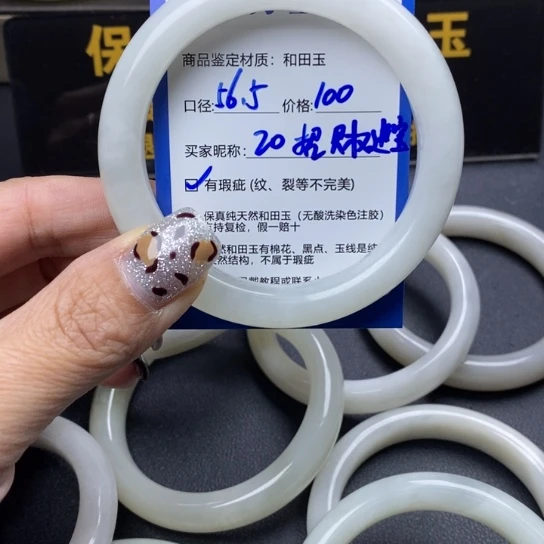 保 玉
商品鉴定材质：和田玉
口径:56.5 价格:100
买家昵称: 20
有瑕疵 (纹、裂等不完美)
保真纯天然和田玉（无酸洗染色注胶）
持复检，假一赔十
然和田玉有棉花、黑点、玉线是纯
然结构，不属于瑕疵